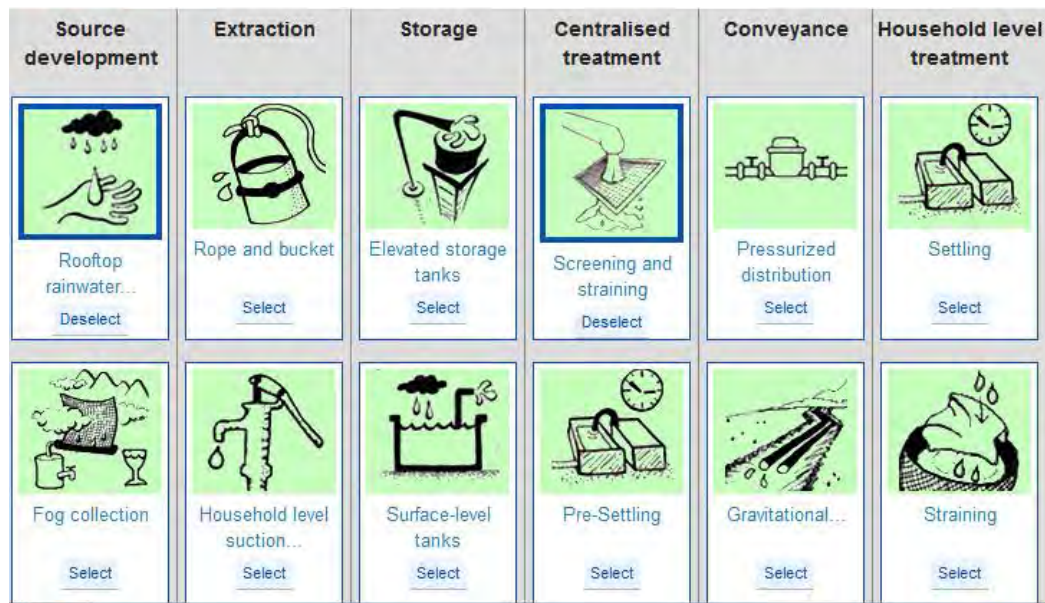 Source
development
Extraction
Storage
Centralised
treatment
Conveyance
Household level
treatment
Rooftop
rainwater...
Deselect
Rope and bucket
Select
Elevated storage
tanks
Select
Screening and
straining
Deselect
Pressurized
distribution
Select
Settling
Select
Fog collection
Select
Household level
suction...
Select
Surface-level
tanks
Select
Pre-Settling
Select
Gravitational...
Select
Straining
Select